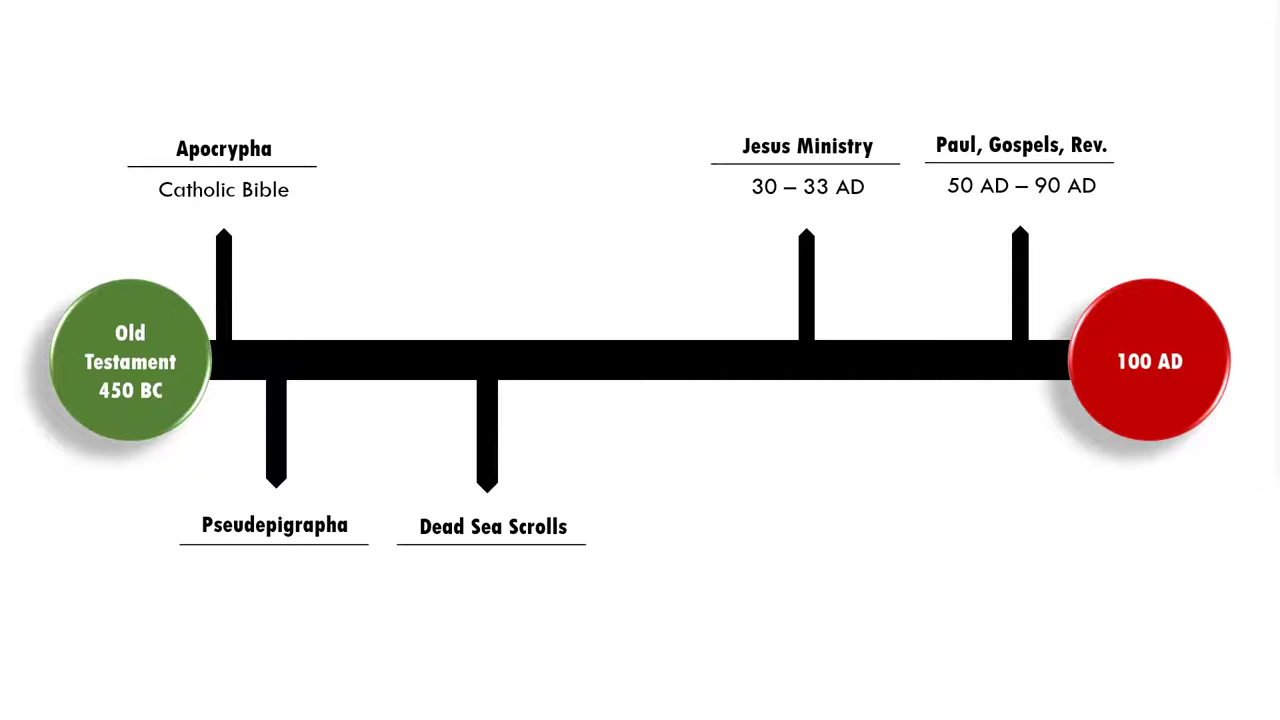 Apocrypha
Catholic Bible
Jesus Ministry
30 – 33 AD
Paul, Gospels, Rev.
50 AD – 90 AD
Old
Testament
450 BC
100 AD
Pseudepigrapha
Dead Sea Scrolls